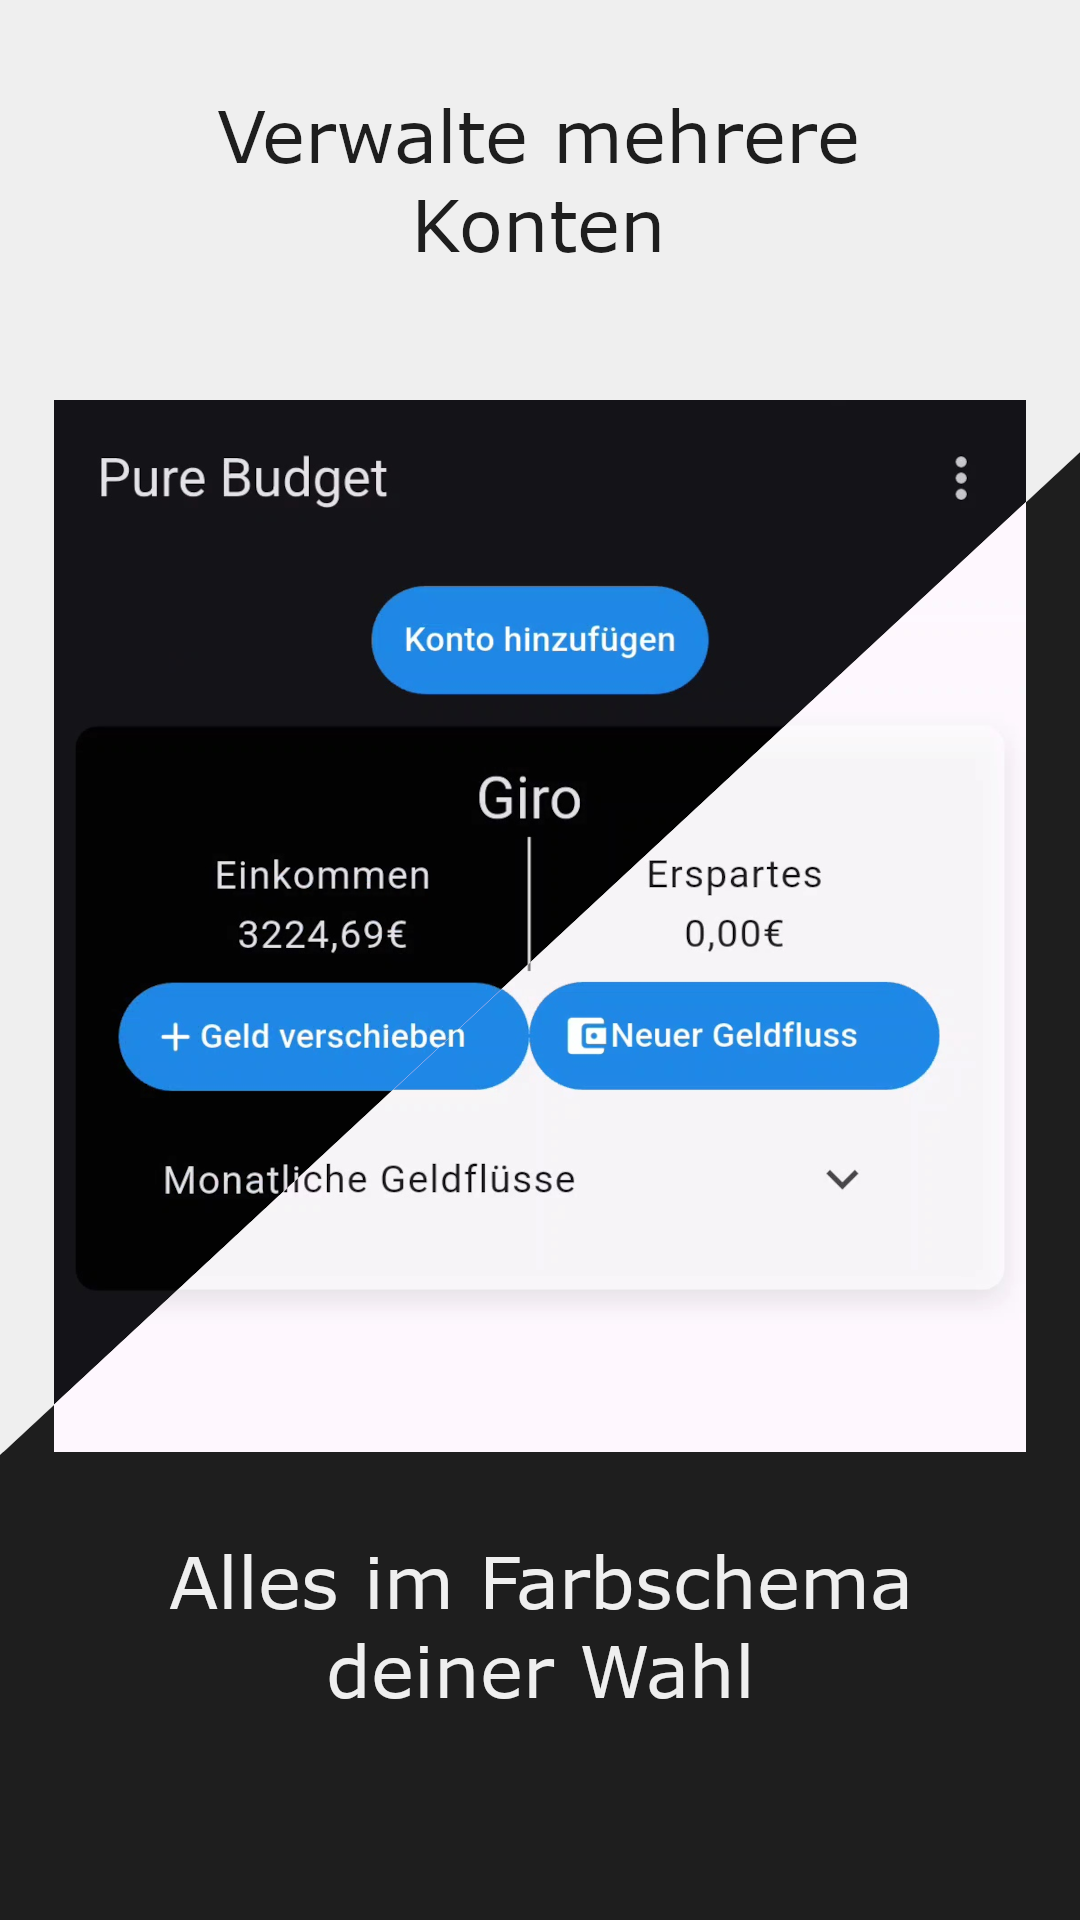 Verwalte mehrere
Konten
Pure Budget
Konto hinzufügen
Giro
Einkommen
Erspartes
3224,69€
0,00€
Geld verschieben
Neuer Geldfluss
Monatliche Geldflüsse
Alles im Farbschema
deiner Wahl